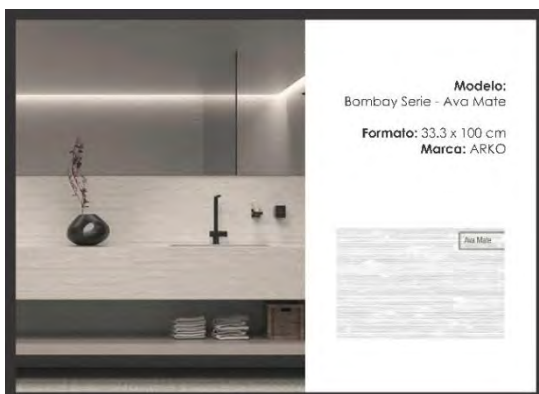 Modelo:
Bombay Serie - Ava Mate
Formato: 33.3 x 100 cm
Marca: ARKO
Ava Mate